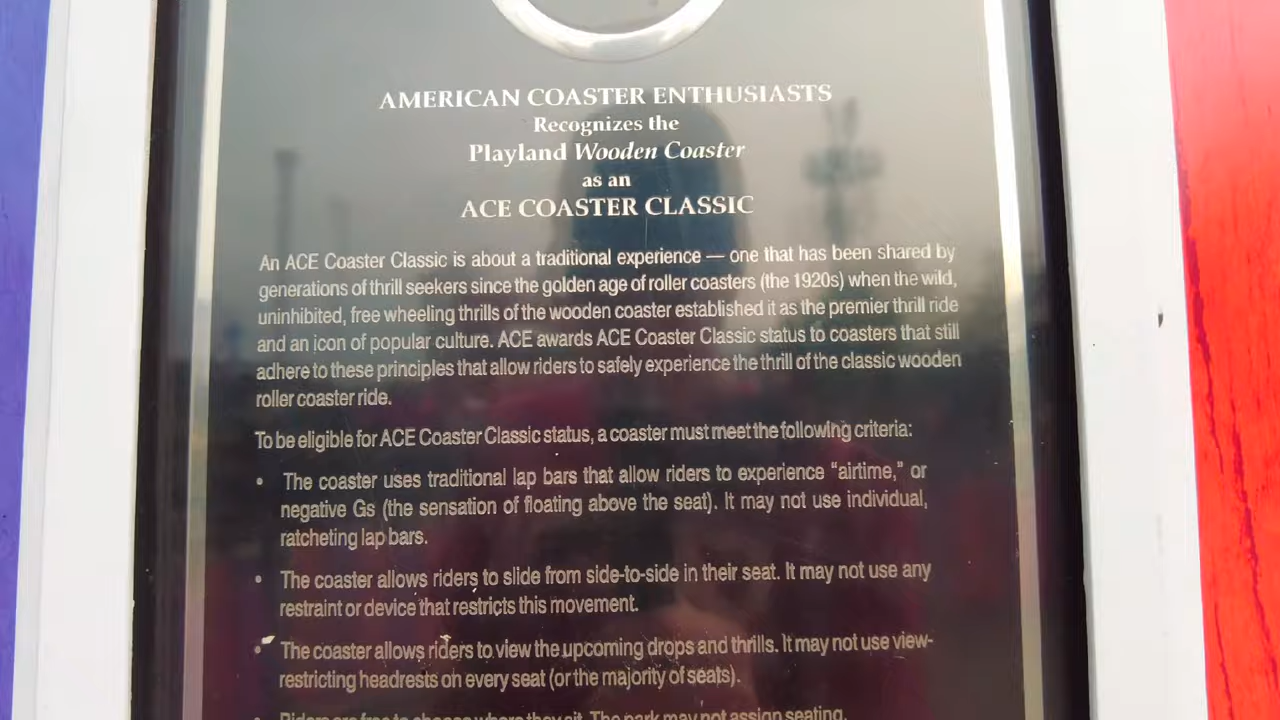 AMERICAN COASTER ENTHUSIASTS
Recognizes the
Playland Wooden Coaster
as an
ACE COASTER CLASSIC
An ACE Coaster Classic is about a traditional experience — one that has been shared by
generations of thrill seekers since the golden age of roller coasters (the 1920s) when the wild,
uninhibited, free wheeling thrills of the wooden coaster established it as the premier thrill ride
and an icon of popular culture. ACE awards ACE Coaster Classic status to coasters that still
adhere to these principles that allow riders to safely experience the thrill of the classic wooden
roller coaster ride.
To be eligible for ACE Coaster Classic status, a coaster must meet the following criteria:
• The coaster uses traditional lap bars that allow riders to experience “airtime,” or
negative Gs (the sensation of floating above the seat). It may not use individual,
ratcheting lap bars.
• The coaster allows riders to slide from side-to-side in their seat. It may not use any
restraint or device that restricts this movement.
• The coaster allows riders to view the upcoming drops and thrills. It may not use view-
restricting headrests on every seat (or the majority of seats).
• Riders are free to choose where they sit. The park may not assign seating.